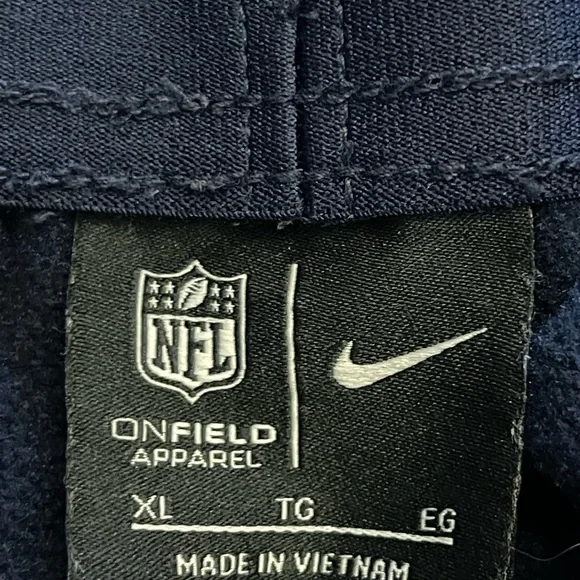 NFL
ONFIELD
APPAREL
XL TG EG
MADE IN VIETNAM